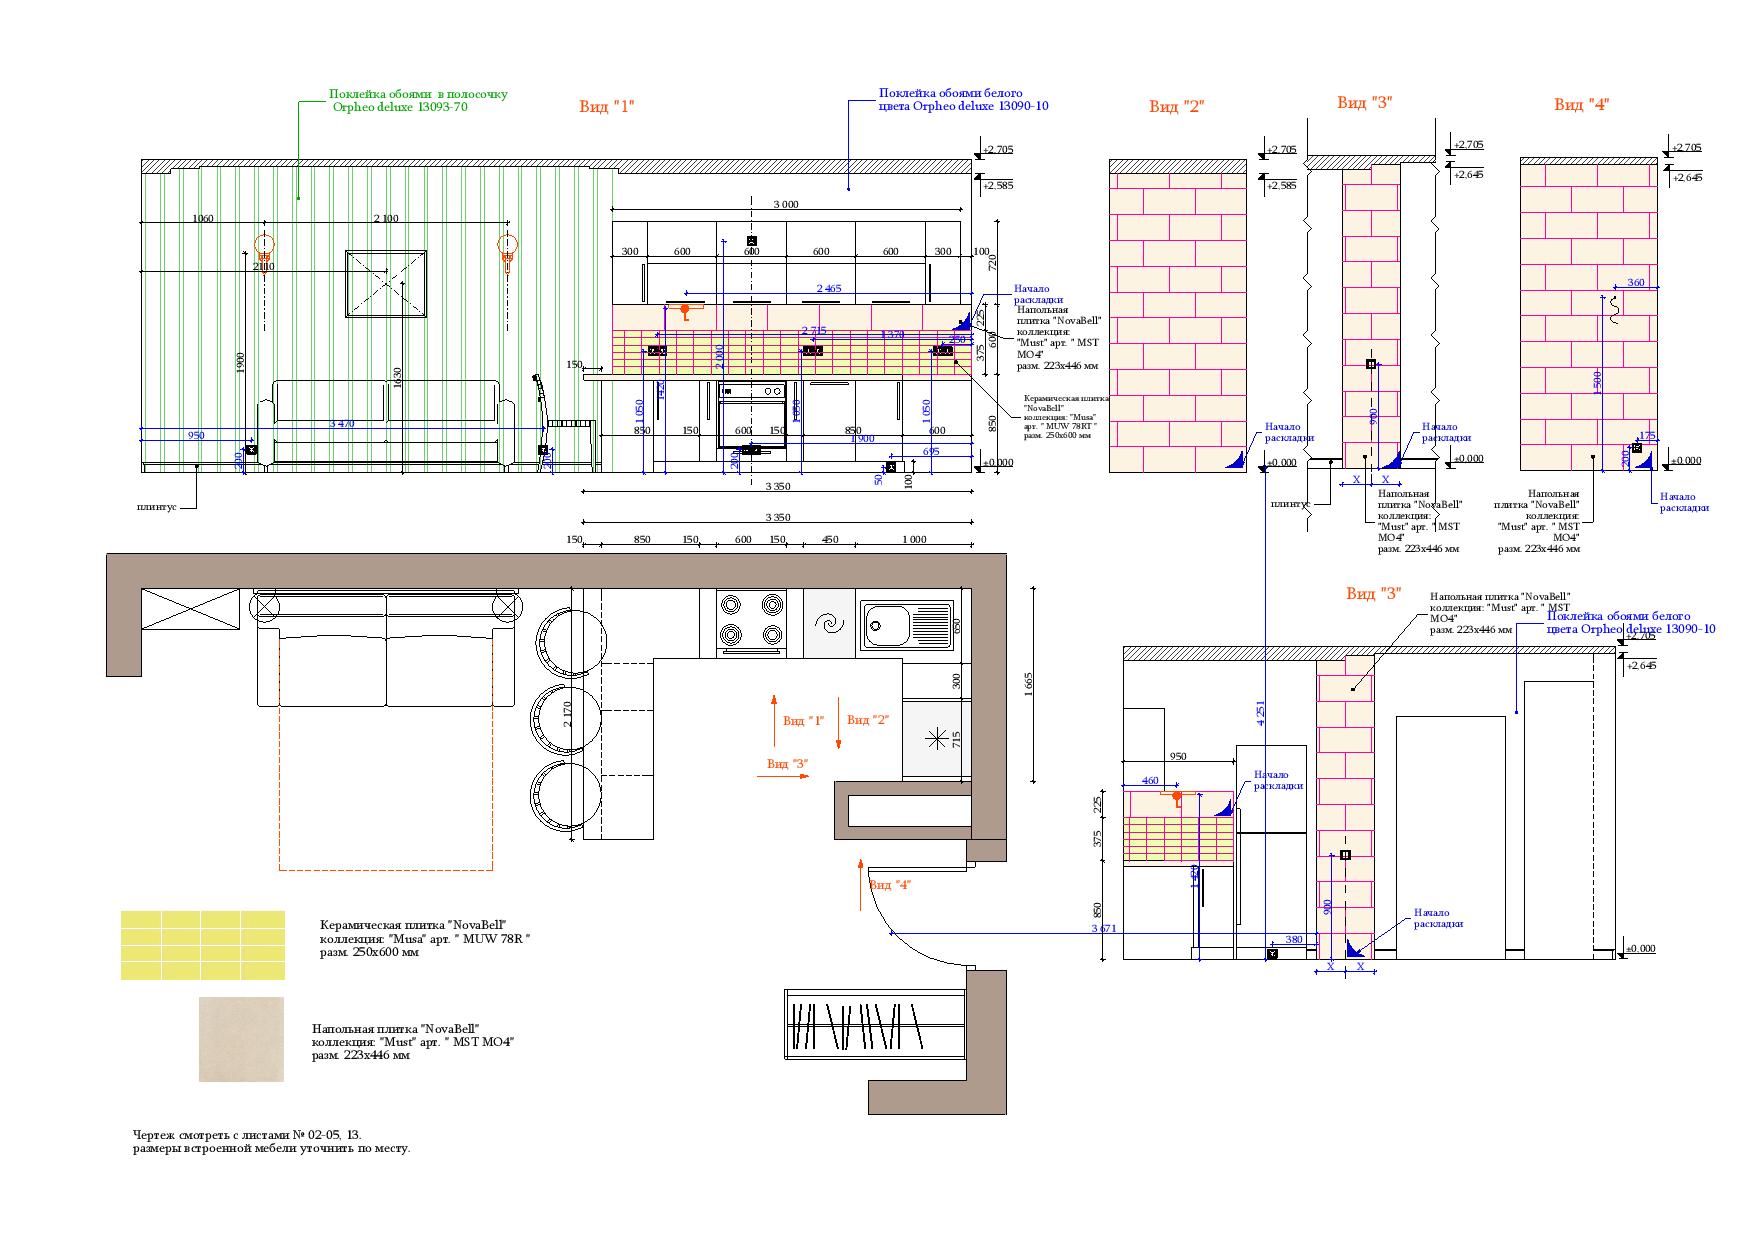 Поклейка обоями в полосочку
Orpheo deluxe 13093-70
Вид "1"
Поклейка обоями белого
цвета Orpheo deluxe 13090-10
+2,705
+2,585
1060
2 100
3 000
300
600
600
600
600
300
100
720
2110
2 465
Начало
раскладки
Напольная
плитка "NovaBell"
коллекция:
"Must" арт. " MST
MO4"
разм. 223х446 мм
225
600
375
2 715
1 370
250
2 000
1900
1630
150
1420
1 050
1 050
1 050
Керамическая плитка
"NovaBell"
коллекция: "Musa"
арт. " MUW 78RT "
разм. 250х600 мм
850
3 470
950
850
150
600
150
850
600
1 900
695
200
200
200
50
100
±0.000
3 350
плинтус
Вид "2"
+2,705
+2,585
Начало
раскладки
±0.000
Вид "3"
+2,705
+2,645
900
Начало
раскладки
±0.000
X
X
плинтус
Напольная
плитка "NovaBell"
коллекция:
"Must" арт. " MST
MO4"
разм. 223х446 мм
Вид "4"
+2,705
+2,645
360
1 500
175
200
±0.000
Напольная
плитка "NovaBell"
коллекция:
"Must" арт. " MST
MO4"
разм. 223х446 мм
Начало
раскладки
3 350
150
850
150
600
150
450
1 000
650
300
1 665
2 170
715
Вид "1"
Вид "2"
Вид "3"
Вид "4"
Вид "3"
Напольная плитка "NovaBell"
коллекция: "Must" арт. " MST
MO4"
разм. 223х446 мм
Поклейка обоями белого
цвета Orpheo deluxe 13090-10
+2,705
+2,645
4 251
950
460
Начало
раскладки
225
375
1 420
850
900
Начало
раскладки
3 671
380
±0.000
X
X
Керамическая плитка "NovaBell"
коллекция: "Musa" арт. " MUW 78R "
разм. 250х600 мм
Напольная плитка "NovaBell"
коллекция: "Must" арт. " MST MO4"
разм. 223х446 мм
Чертеж смотреть с листами № 02-05, 13.
размеры встроенной мебели уточнить по месту.